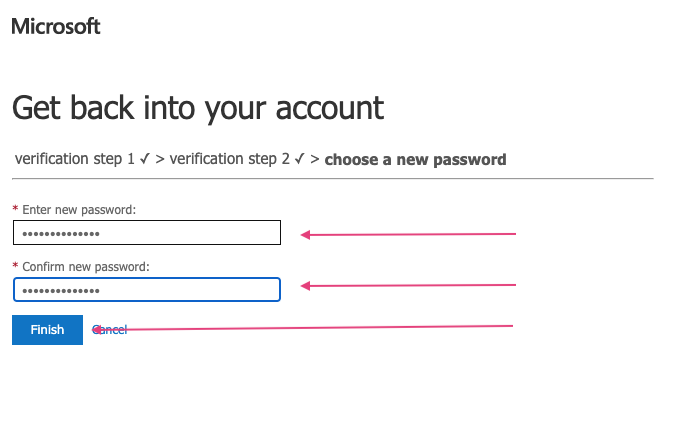 Microsoft
Get back into your account
verification step 1 ✓ > verification step 2 ✓ > choose a new password
* Enter new password:
••••••••••••••
* Confirm new password:
••••••••••••••
Finish Cancel